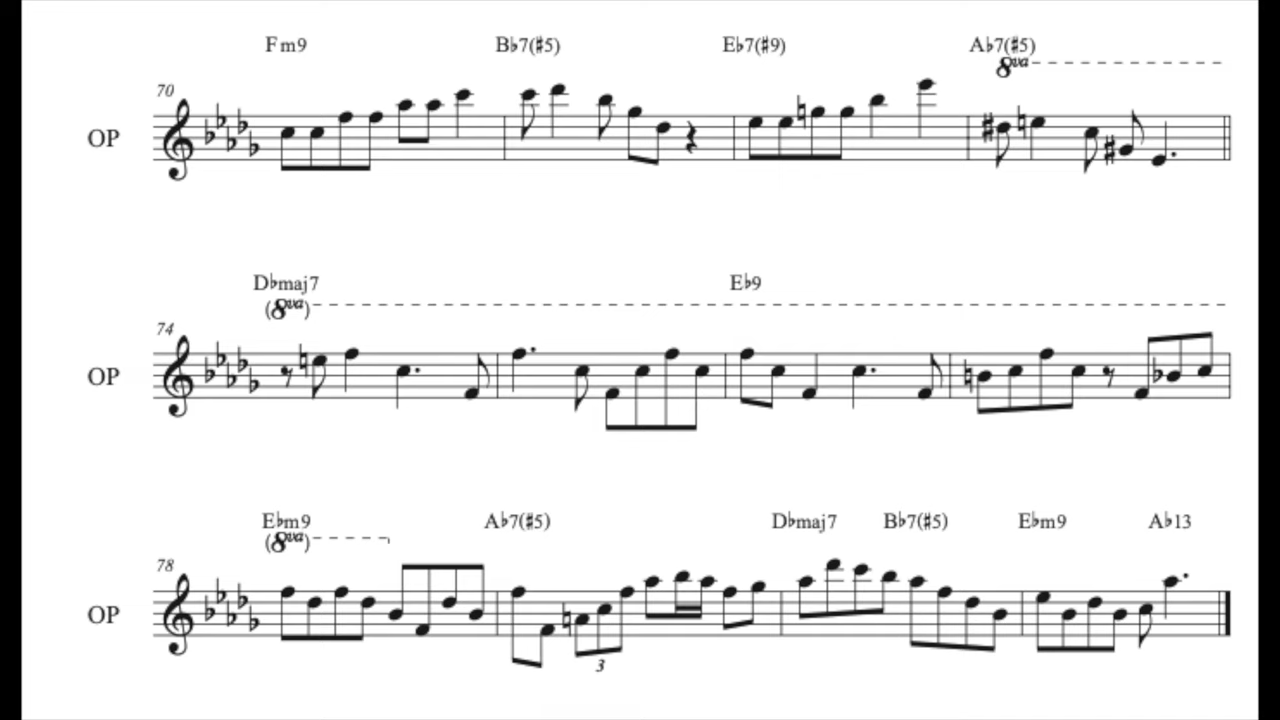 Fm9 B♭7(♯5) E♭7(♯9) A♭7(♯5)
8va
70
OP
D♭maj7 E♭9
(8va)
74
OP
E♭m9 A♭7(♯5) D♭maj7 B♭7(♯5) E♭m9 A♭13
(8va)
78
OP
3